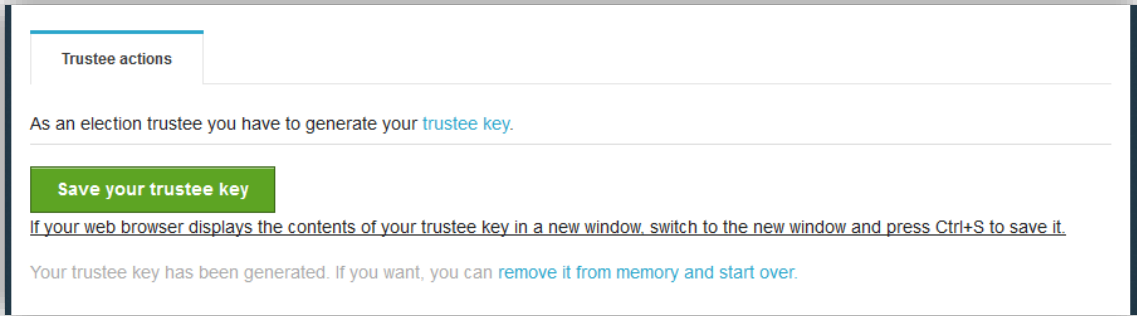 Trustee actions
As an election trustee you have to generate your trustee key.
Save your trustee key
If your web browser displays the contents of your trustee key in a new window, switch to the new window and press Ctrl+S to save it.
Your trustee key has been generated. If you want, you can remove it from memory and start over.